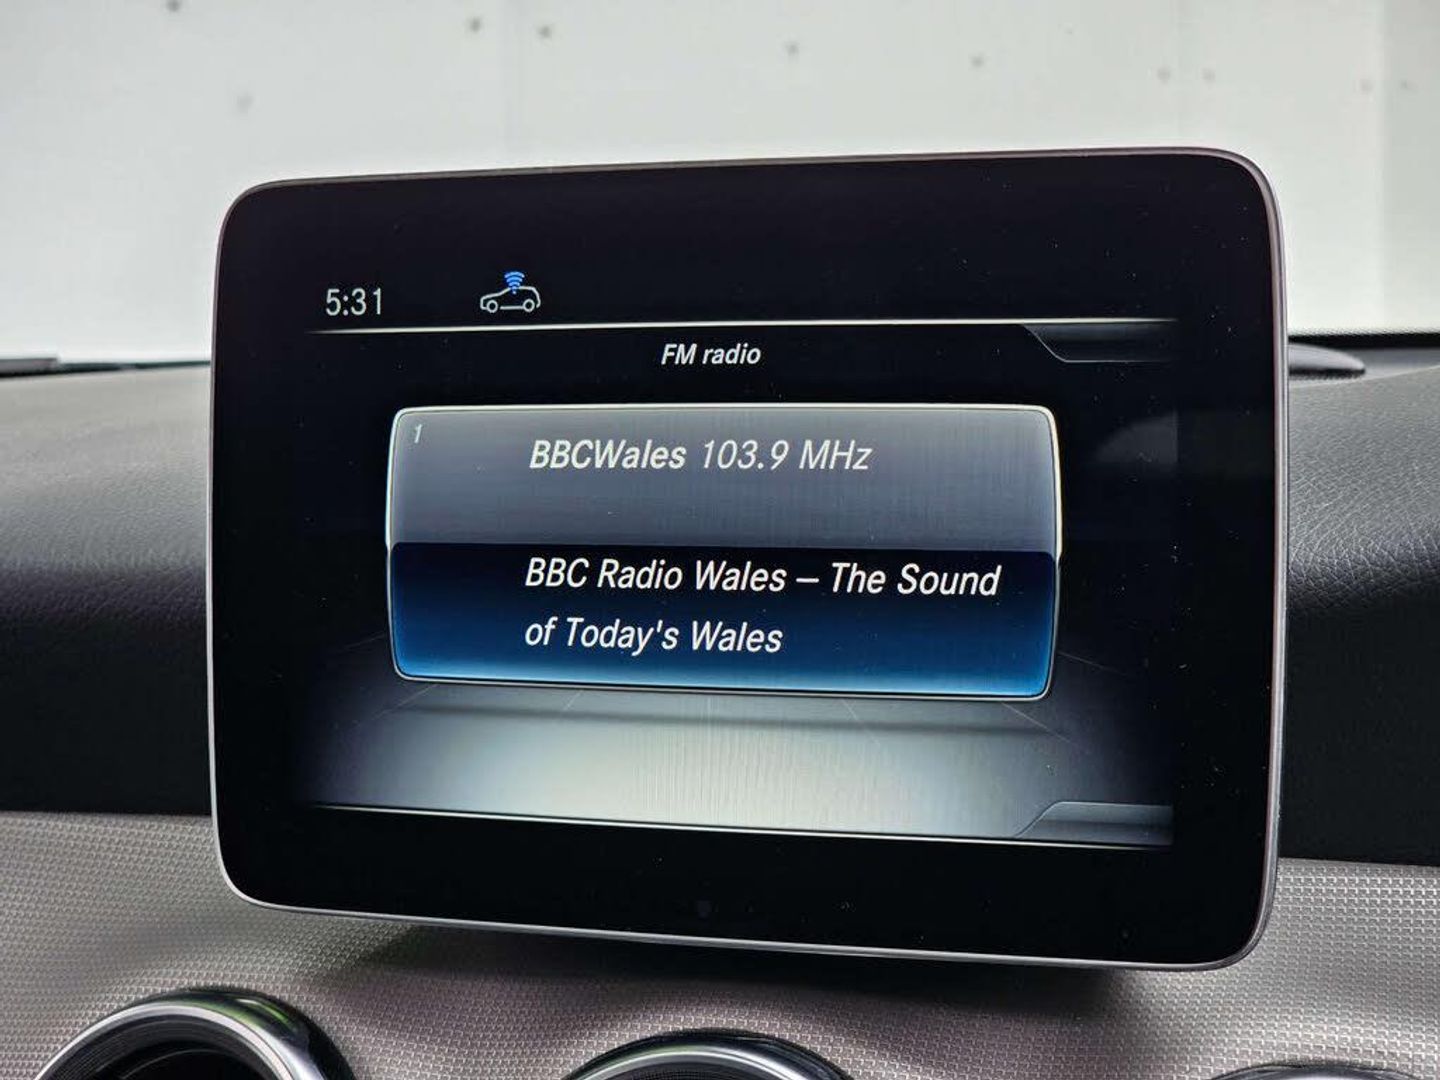 5:31
FM radio
1
BBCWales 103.9 MHz
BBC Radio Wales – The Sound
of Today's Wales